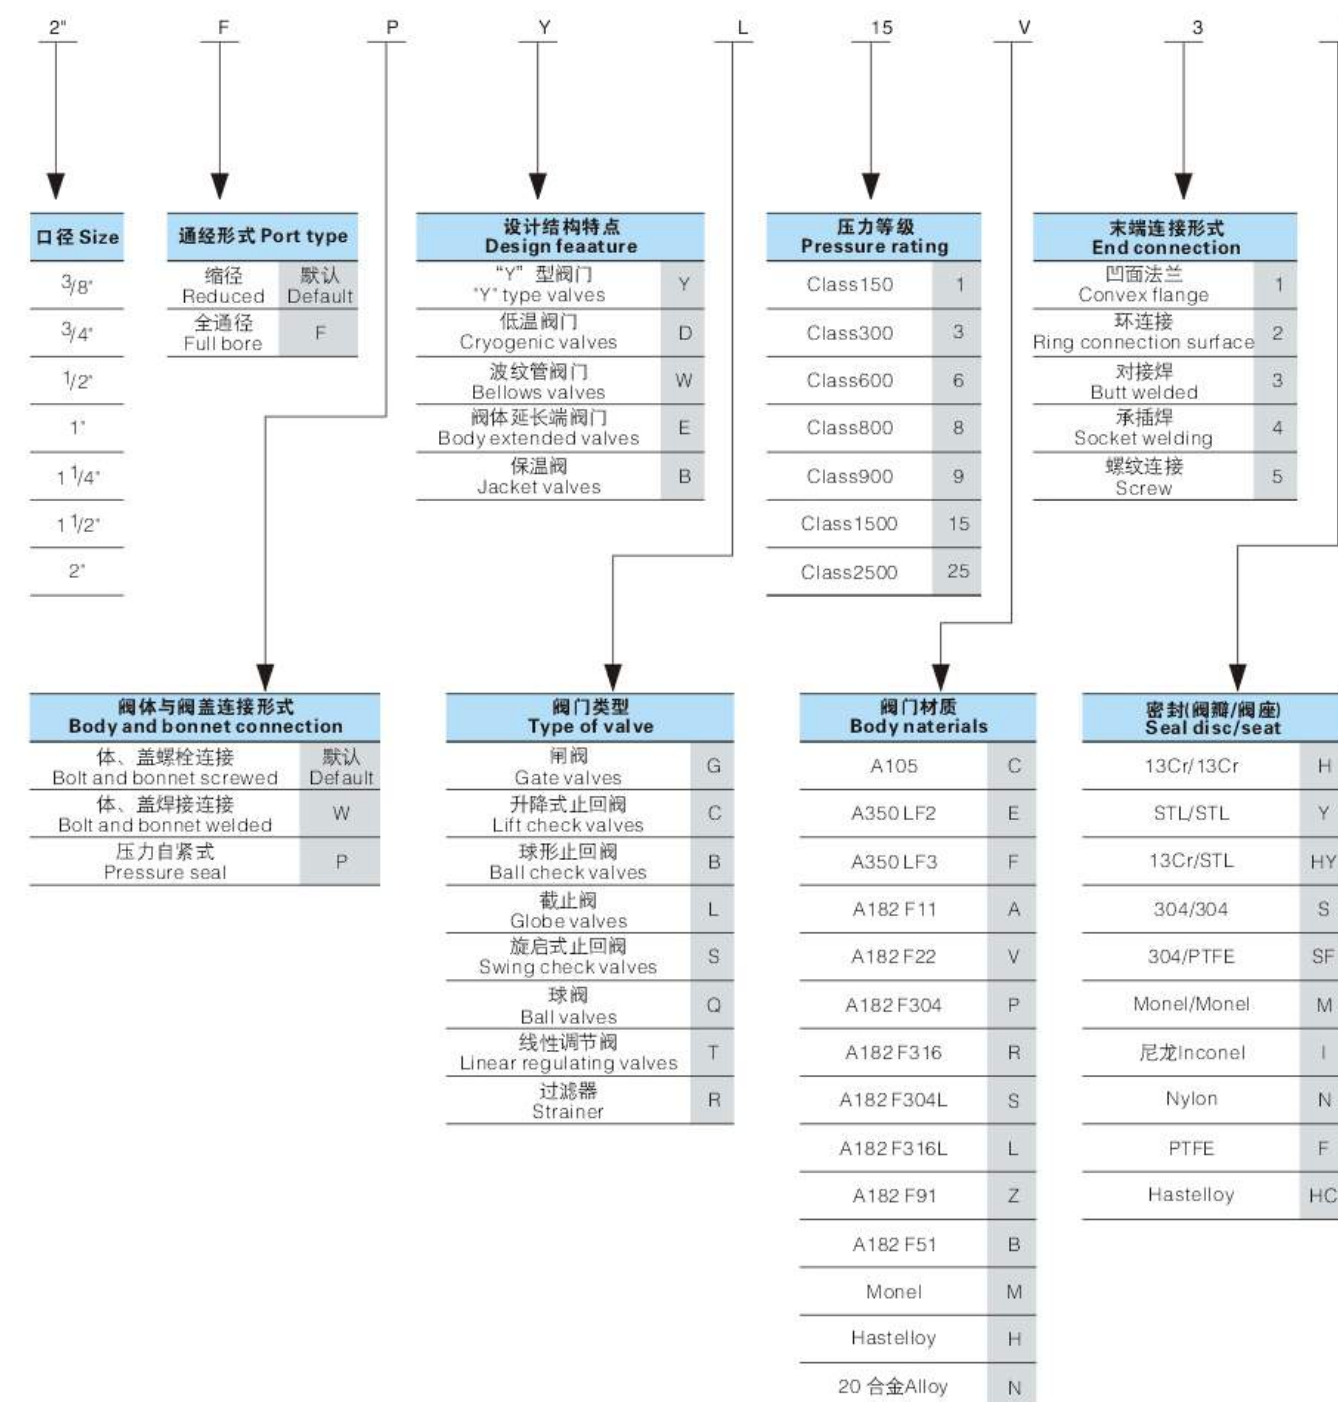 2" F P Y L 15 V 3
口径 Size
3/8"
3/4"
1/2"
1"
1 1/4"
1 1/2"
2"
通经形式 Port type
缩径 默认
Reduced Default
全通径
Full bore F
设计结构特点
Design feaature
“Y”型阀门
"Y" type valves Y
低温阀门
Cryogenic valves D
波纹管阀门
Bellows valves W
阀体延长端阀门
Body extended valves E
保温阀
Jacket valves B
压力等级
Pressure rating
Class150 1
Class300 3
Class600 6
Class800 8
Class900 9
Class1500 15
Class2500 25
末端连接形式
End connection
凹面法兰
Convex flange 1
环连接
Ring connection surface 2
对接焊
Butt welded 3
承插焊
Socket welding 4
螺纹连接
Screw 5
阀体与阀盖连接形式
Body and bonnet connection
体、盖螺栓连接 默认
Bolt and bonnet screwed Default
体、盖焊接连接
Bolt and bonnet welded W
压力自紧式
Pressure seal P
阀门类型
Type of valve
闸阀
Gate valves G
升降式止回阀
Lift check valves C
球形止回阀
Ball check valves B
截止阀
Globe valves L
旋启式止回阀
Swing check valves S
球阀
Ball valves Q
线性调节阀
Linear regulating valves T
过滤器
Strainer R
阀门材质
Body naterials
A105 C
A350 LF2 E
A350 LF3 F
A182 F11 A
A182 F22 V
A182 F304 P
A182 F316 R
A182 F304L S
A182 F316L L
A182 F91 Z
A182 F51 B
Monel M
Hastelloy H
20 合金Alloy N
密封(阀瓣/阀座)
Seal disc/seat
13Cr/13Cr H
STL/STL Y
13Cr/STL HY
304/304 S
304/PTFE SF
Monel/Monel M
尼龙Inconel I
Nylon N
PTFE F
Hastelloy HC